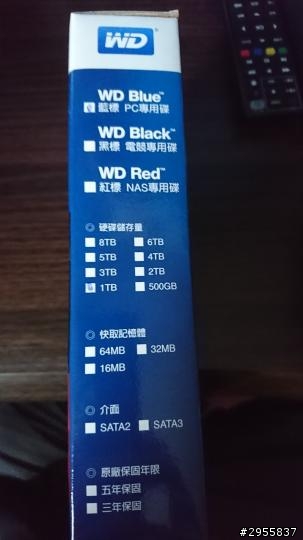 WD
WD Blue™
藍標 PC專用碟
WD Black™
黑標 電競專用碟
WD Red™
紅標 NAS專用碟
◎ 硬碟儲存量
8TB 6TB
5TB 4TB
3TB 2TB
1TB 500GB
◎ 快取記憶體
64MB 32MB
16MB
◎ 介面
SATA2 SATA3
◎ 原廠保固年限
五年保固
三年保固
#2955837